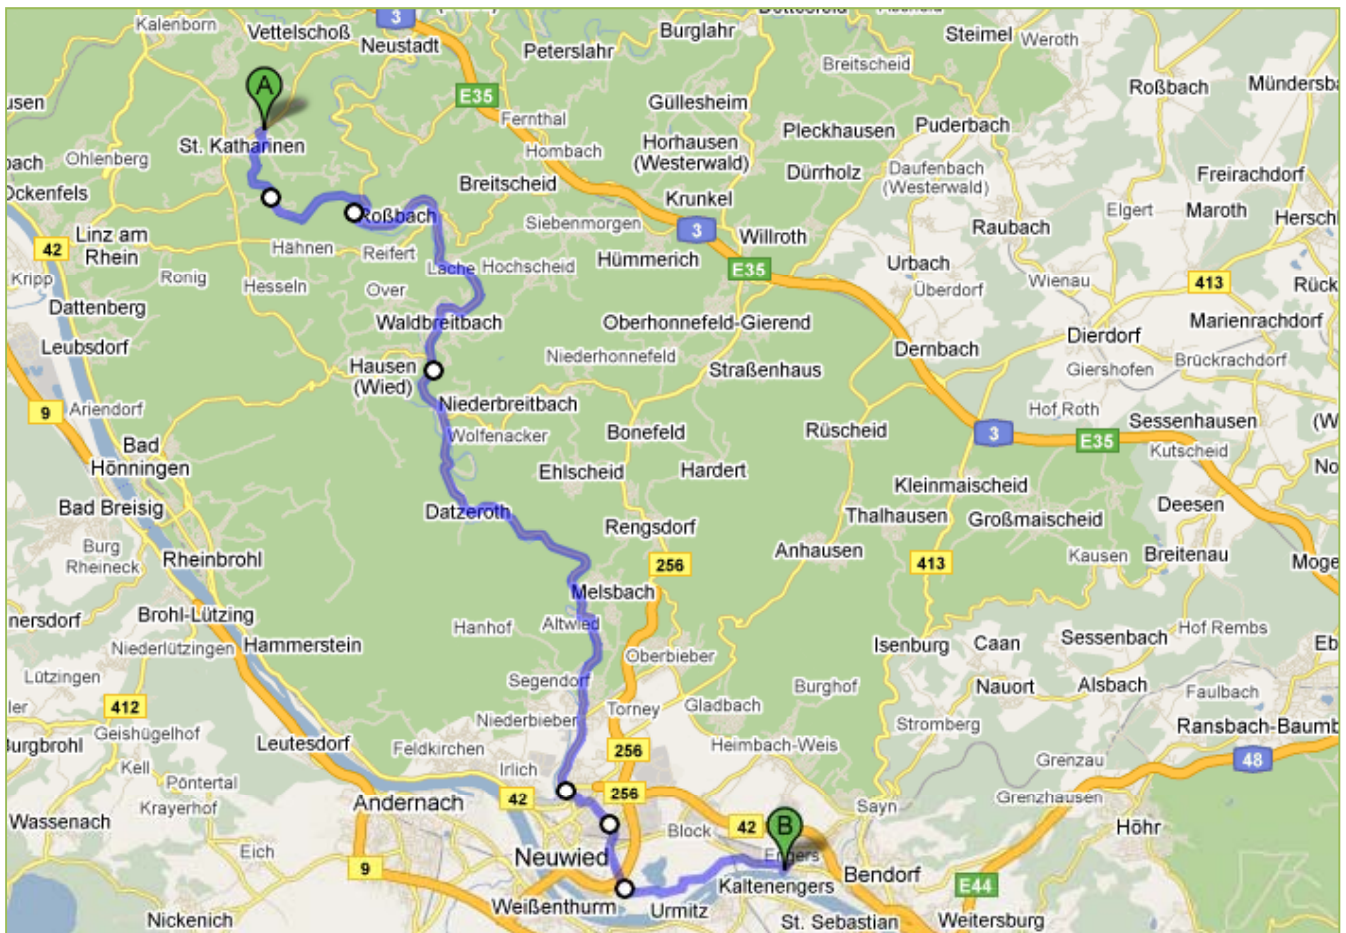 Kalenborn
Vettelschoß
3
Neustadt
Peterslahr
Burglahr
Steimel
Weroth
Breitscheid
Roßbach
Mündersba
usen
A
E35
Fernthal
Güllesheim
Pleckhausen
Puderbach
St. Katharinen
Hombach
Horhausen
(Westerwald)
bach
Ohlenberg
Dürrholz
Daufenbach
(Westerwald)
Freirachdorf
Ockenfels
Breitscheid
Krunkel
Elgert
Maroth
Herschl
Roßbach
Siebenmorgen
3
Willroth
Raubach
42
Linz am
Rhein
Hähnen
Reifert
Lache
Hochscheid
Hümmerich
E35
Urbach
Überdorf
Wienau
413
Rück
Kripp
Ronig
Hesseln
Over
Dattenberg
Waldbreitbach
Oberhonnefeld-Gierend
Marienrachdorf
Dierdorf
Leubsdorf
Niederhonnefeld
Dernbach
Brückrachdorf
Hausen
(Wied)
Straßenhaus
Giershofen
9
Ariendorf
Niederbreitbach
Hof Roth
Sessenhausen
(W
Wolfenacker
Bonefeld
Rüscheid
3
E35
Kutscheid
Bad
Hönningen
Ehlscheid
Hardert
No
Kleinmaischeid
Bad Breisig
Datzeroth
Rengsdorf
Thalhausen
Großmaischeid
Deesen
Burg
Rheineck
Rheinbrohl
256
Anhausen
413
Kausen
Breitenau
Moge
Melsbach
nersdorf
Brohl-Lützing
Hanhof
Altwied
Hof Rembs
Niederlützingen
Hammerstein
Oberbieber
Isenburg
Caan
Sessenbach
Eb
Lützingen
Segendorf
Burghof
Nauort
Alsbach
Faulbach
ler
412
Niederbieber
Torney
Gladbach
Stromberg
Ransbach-Baumb
Burgbrohl
Geishügelhof
Leutesdorf
Feldkirchen
256
Heimbach-Weis
Kell
Irlich
Grenzau
48
Pöntertal
42
256
Grenzhausen
Krayerhof
Andernach
Sayn
Wassenach
Block
42
B
Höhr
Eich
9
Neuwied
Engers
Bendorf
E44
Kaltenengers
Nickenich
Weißenthurm
Urmitz
St. Sebastian
Weitersburg